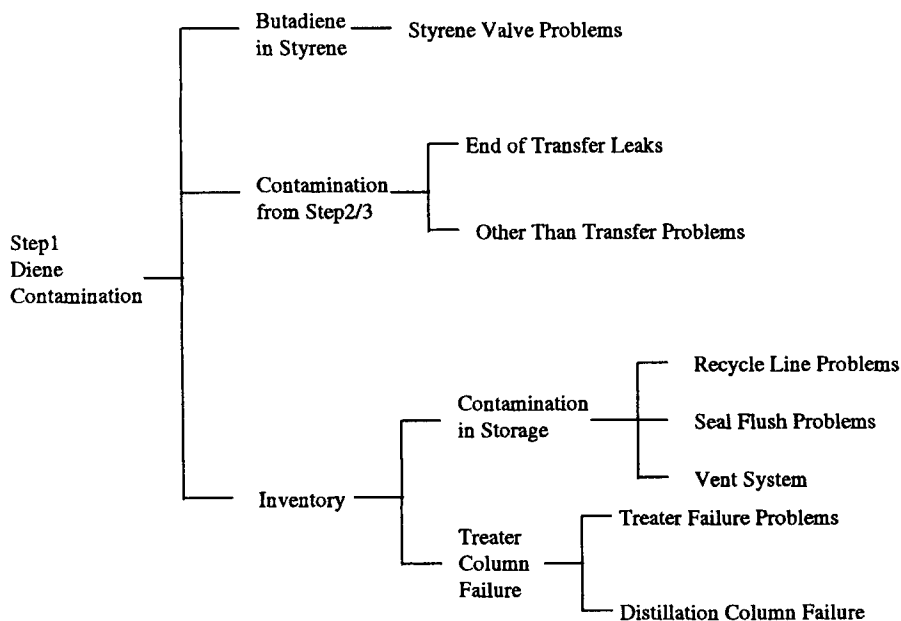 Step1
Diene
Contamination
Butadiene
in Styrene
Styrene Valve Problems
Contamination
from Step2/3
End of Transfer Leaks
Other Than Transfer Problems
Inventory
Contamination
in Storage
Recycle Line Problems
Seal Flush Problems
Vent System
Treater
Column
Failure
Treater Failure Problems
Distillation Column Failure